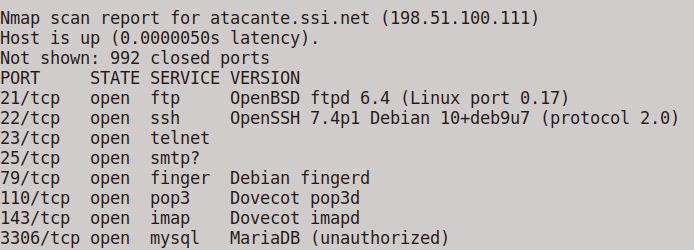 Nmap scan report for atacante.ssi.net (198.51.100.111)
Host is up (0.0000050s latency).
Not shown: 992 closed ports
PORT     STATE SERVICE VERSION
21/tcp   open  ftp     OpenBSD ftpd 6.4 (Linux port 0.17)
22/tcp   open  ssh     OpenSSH 7.4p1 Debian 10+deb9u7 (protocol 2.0)
23/tcp   open  telnet
25/tcp   open  smtp?
79/tcp   open  finger  Debian fingerd
110/tcp  open  pop3    Dovecot pop3d
143/tcp  open  imap    Dovecot imapd
3306/tcp open  mysql   MariaDB (unauthorized)